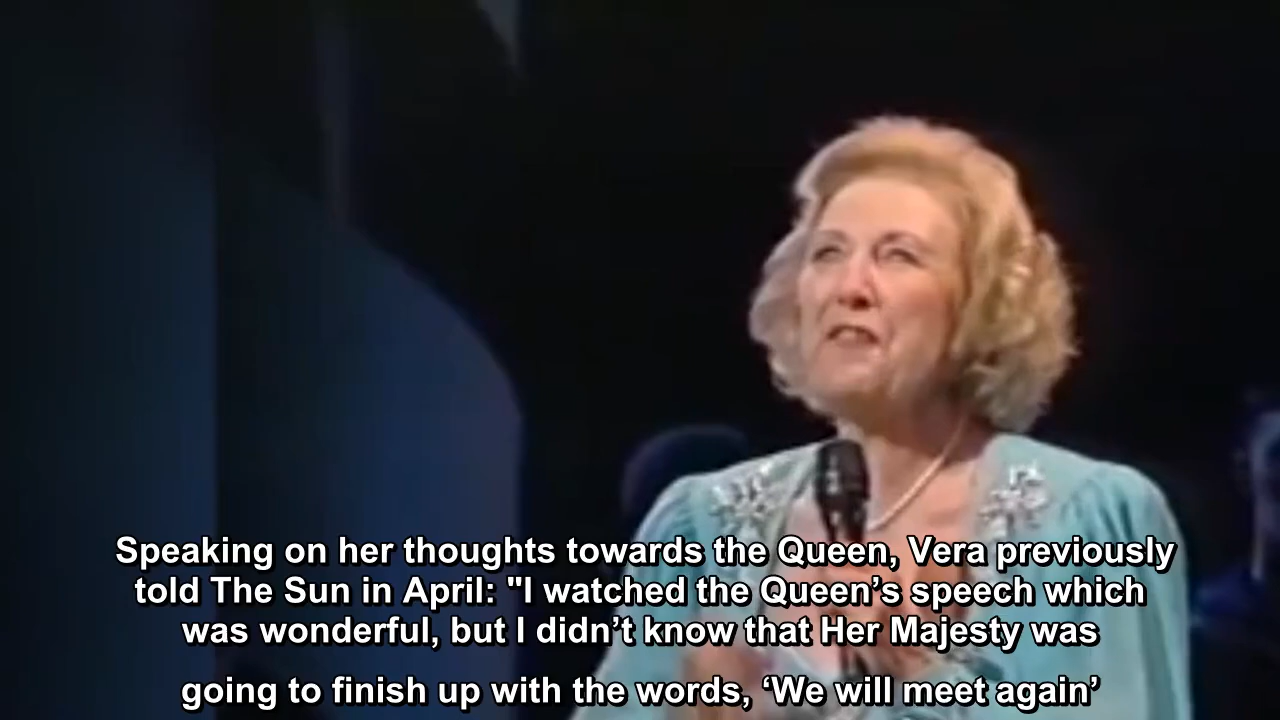 Speaking on her thoughts towards the Queen, Vera previously
told The Sun in April: "I watched the Queen’s speech which
was wonderful, but I didn’t know that Her Majesty was
going to finish up with the words, ‘We will meet again’